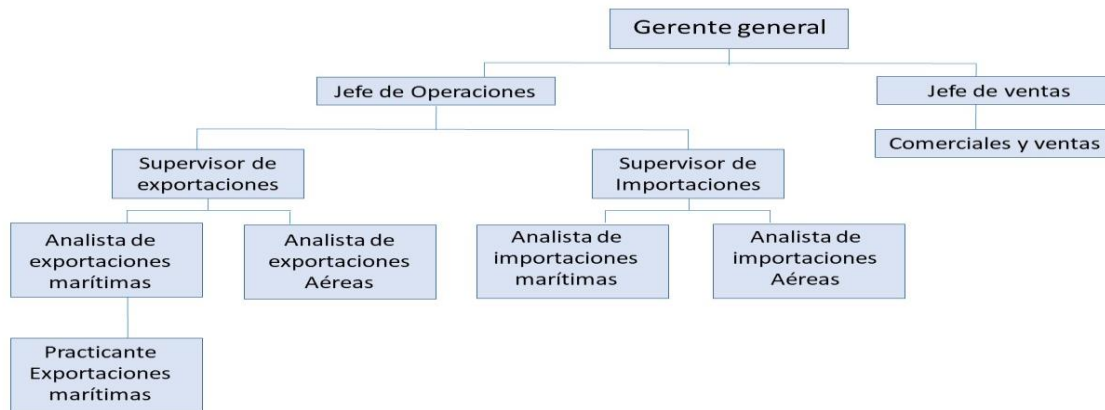 Gerente general
Jefe de Operaciones
Jefe de ventas
Comerciales y ventas
Supervisor de
exportaciones
Supervisor de
Importaciones
Analista de
exportaciones
marítimas
Analista de
exportaciones
Aéreas
Analista de
importaciones
marítimas
Analista de
importaciones
Aéreas
Practicante
Exportaciones
marítimas